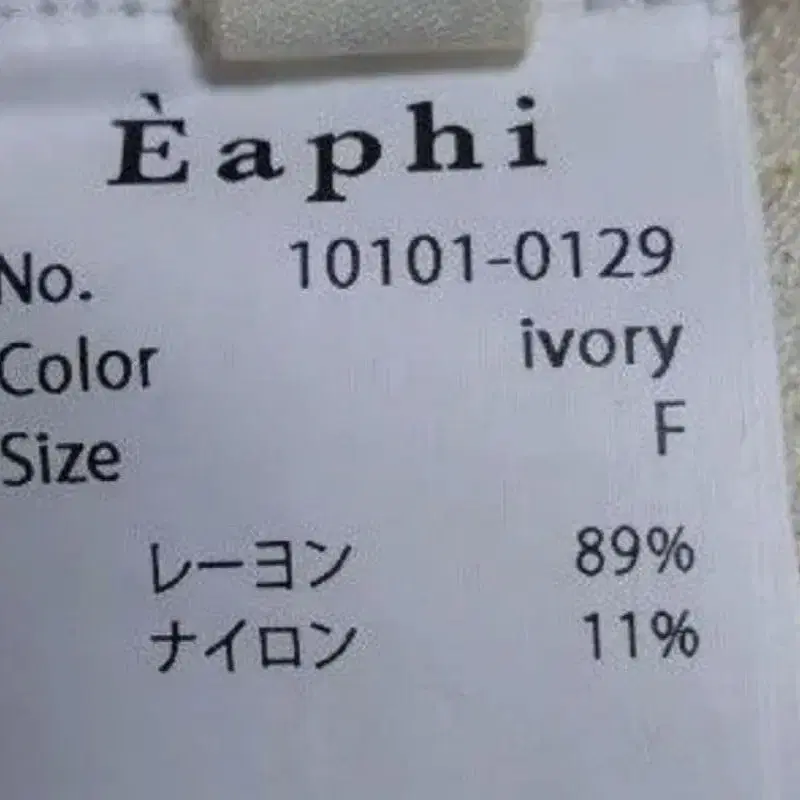 Èaphi
No. 10101-0129
Color ivory
Size F
レーヨン 89%
ナイロン 11%